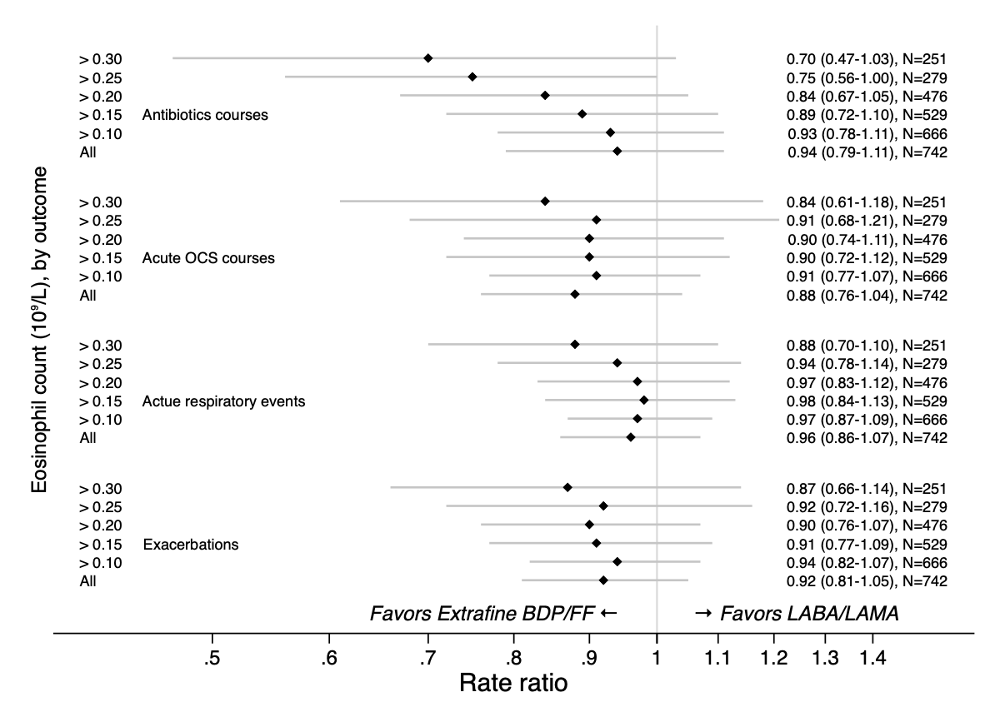 > 0.30 0.70 (0.47-1.03), N=251
> 0.25 0.75 (0.56-1.00), N=279
> 0.20 0.84 (0.67-1.05), N=476
> 0.15 Antibiotics courses 0.89 (0.72-1.10), N=529
> 0.10 0.93 (0.78-1.11), N=666
All 0.94 (0.79-1.11), N=742
> 0.30 0.84 (0.61-1.18), N=251
> 0.25 0.91 (0.68-1.21), N=279
> 0.20 0.90 (0.74-1.11), N=476
> 0.15 Acute OCS courses 0.90 (0.72-1.12), N=529
> 0.10 0.91 (0.77-1.07), N=666
All 0.88 (0.76-1.04), N=742
> 0.30 0.88 (0.70-1.10), N=251
> 0.25 0.94 (0.78-1.14), N=279
> 0.20 0.97 (0.83-1.12), N=476
> 0.15 Actue respiratory events 0.98 (0.84-1.13), N=529
> 0.10 0.97 (0.87-1.09), N=666
All 0.96 (0.86-1.07), N=742
> 0.30 0.87 (0.66-1.14), N=251
> 0.25 0.92 (0.72-1.16), N=279
> 0.20 0.90 (0.76-1.07), N=476
> 0.15 Exacerbations 0.91 (0.77-1.09), N=529
> 0.10 0.94 (0.82-1.07), N=666
All 0.92 (0.81-1.05), N=742
Eosinophil count (10⁹/L), by outcome
Favors Extrafine BDP/FF ← → Favors LABA/LAMA
.5 .6 .7 .8 .9 1 1.1 1.2 1.3 1.4
Rate ratio